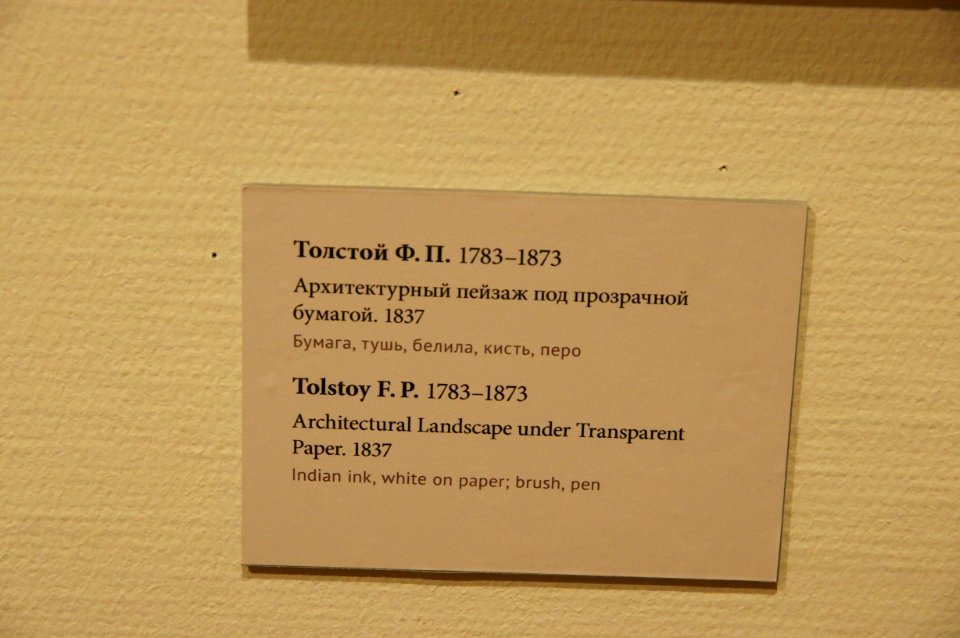 Толстой Ф. П. 1783–1873
Архитектурный пейзаж под прозрачной
бумагой. 1837
Бумага, тушь, белила, кисть, перо
Tolstoy F. P. 1783–1873
Architectural Landscape under Transparent
Paper. 1837
Indian ink, white on paper; brush, pen